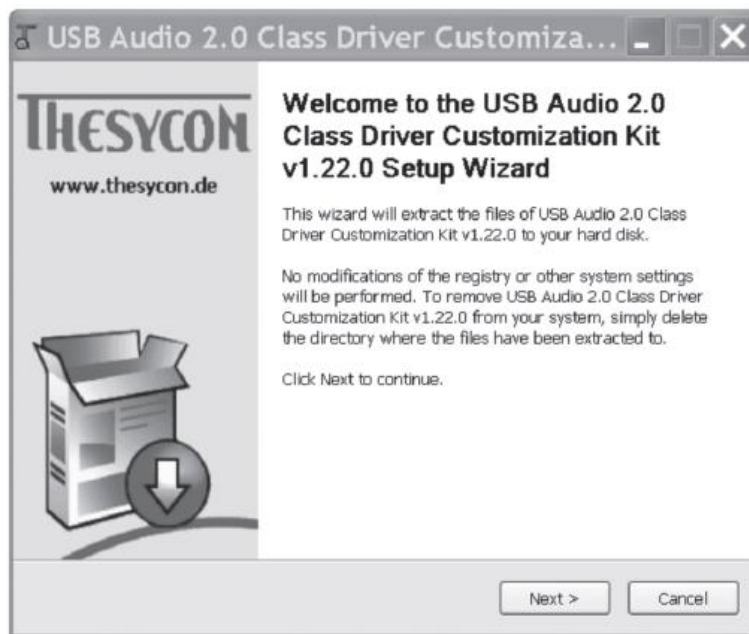 USB Audio 2.0 Class Driver Customiza...
THESYCON
www.thesycon.de
Welcome to the USB Audio 2.0
Class Driver Customization Kit
v1.22.0 Setup Wizard
This wizard will extract the files of USB Audio 2.0 Class
Driver Customization Kit v1.22.0 to your hard disk.
No modifications of the registry or other system settings
will be performed. To remove USB Audio 2.0 Class Driver
Customization Kit v1.22.0 from your system, simply delete
the directory where the files have been extracted to.
Click Next to continue.
Next >
Cancel